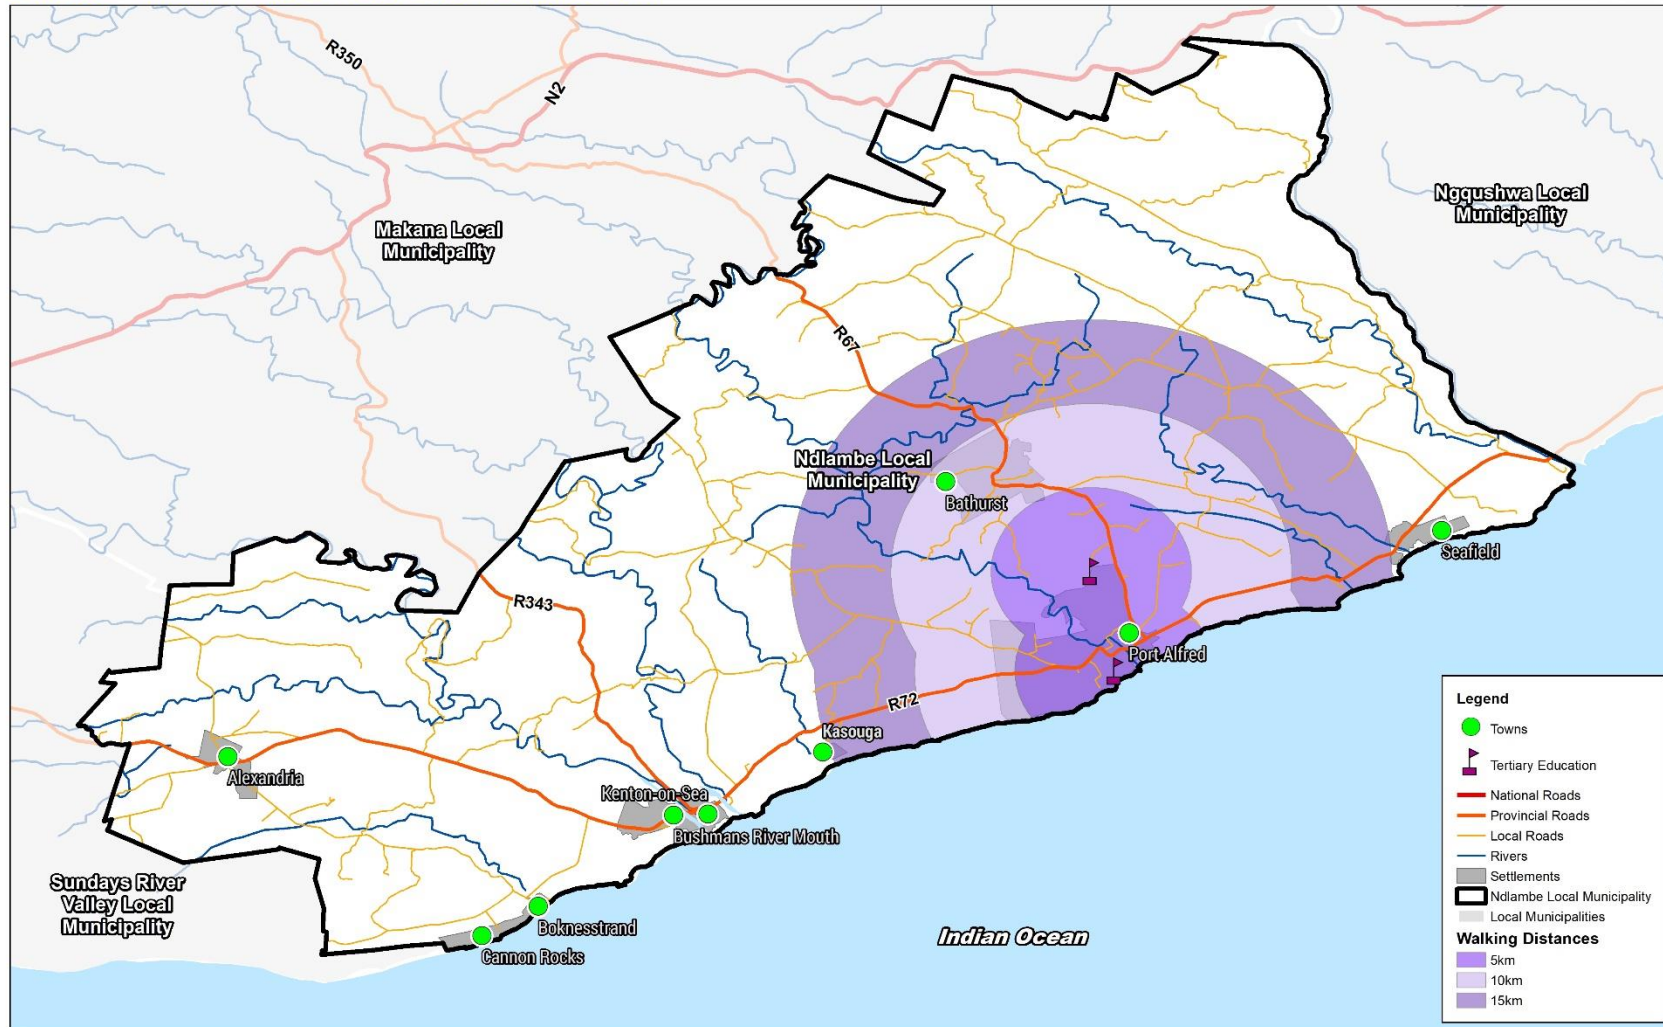 R350
N2
Makana Local
Municipality
Ngqushwa Local
Municipality
R67
Ndlambe Local
Municipality
Bathurst
Seafield
R343
Port Alfred
R72
Kasouga
Alexandria
Kenton-on-Sea
Bushmans River Mouth
Sundays River
Valley Local
Municipality
Boknesstrand
Cannon Rocks
Indian Ocean
Legend
Towns
Tertiary Education
National Roads
Provincial Roads
Local Roads
Rivers
Settlements
Ndlambe Local Municipality
Local Municipalities
Walking Distances
5km
10km
15km